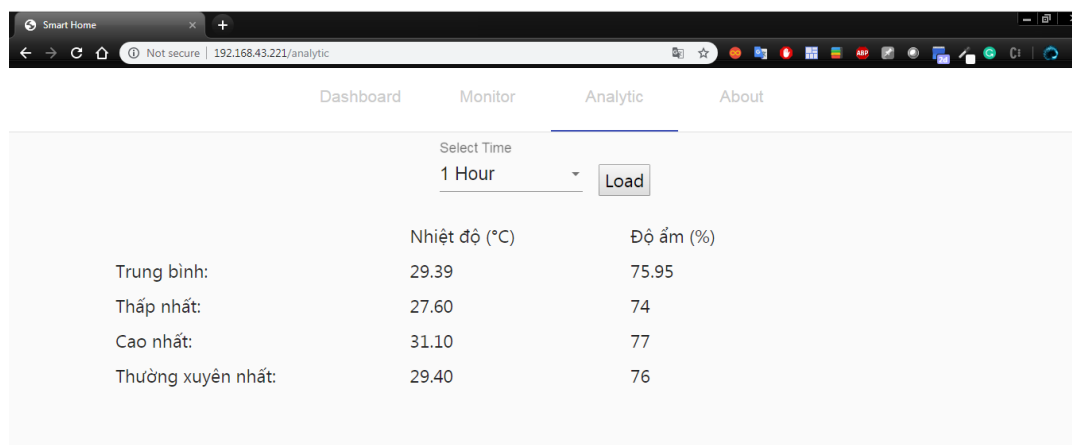 Smart Home
Not secure | 192.168.43.221/analytic
ABP 2d G
Dashboard Monitor Analytic About
Select Time
1 Hour Load
Nhiệt độ (°C) Độ ẩm (%)
Trung bình: 29.39 75.95
Thấp nhất: 27.60 74
Cao nhất: 31.10 77
Thường xuyên nhất: 29.40 76